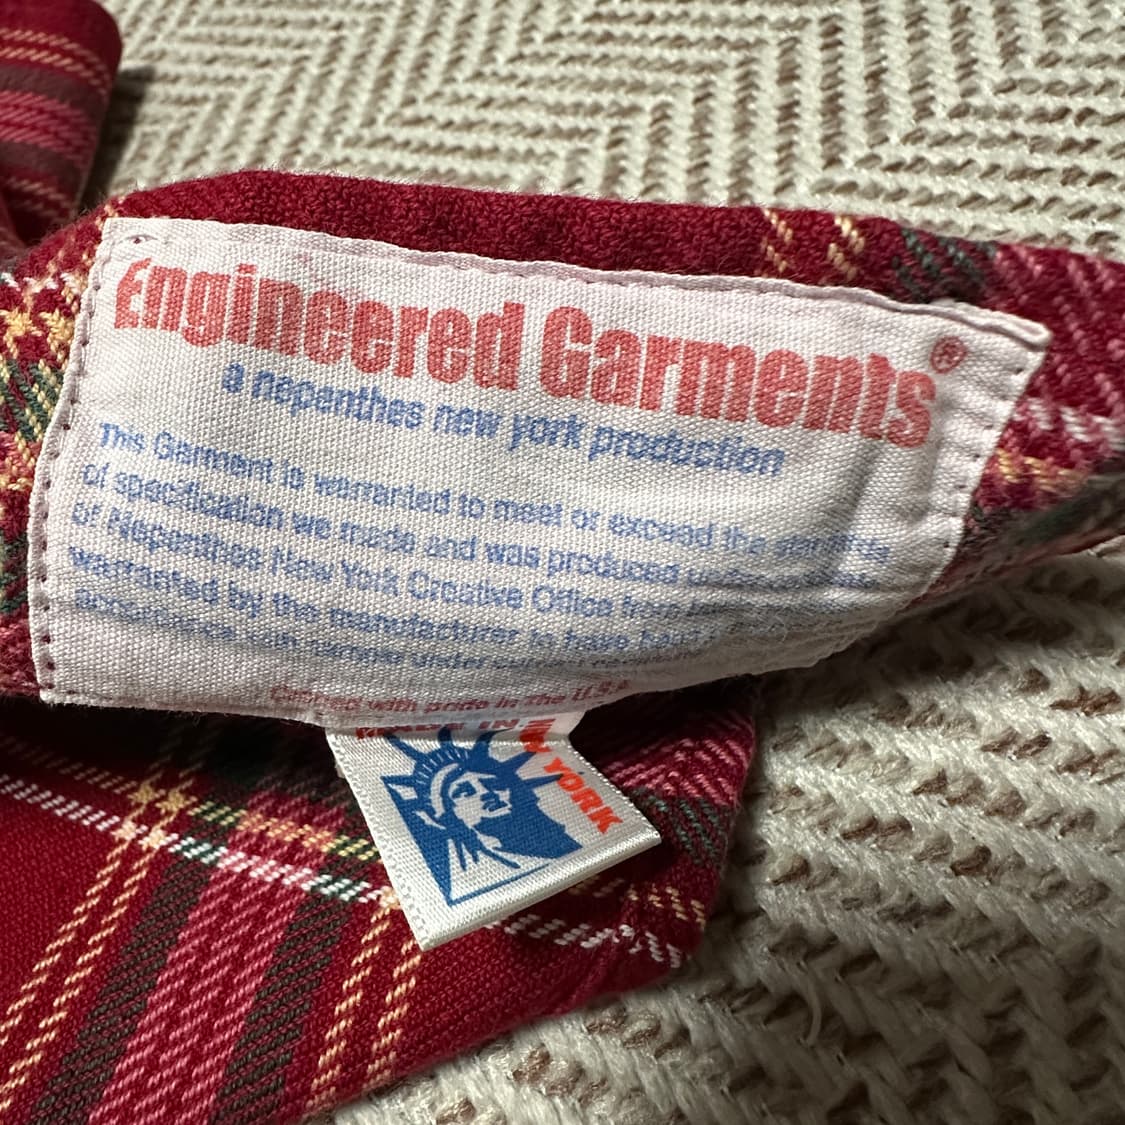 Engineered Garments®
a nepenthes new york production
This Garment is warranted to meet or exceed the standards
of specification we made and was produced
of Nepenthes New York Creative Office from
warranted by the manufacturer to have been
accordance with sample under
Crafted with pride in the U.S.A.
MADE IN NEW YORK